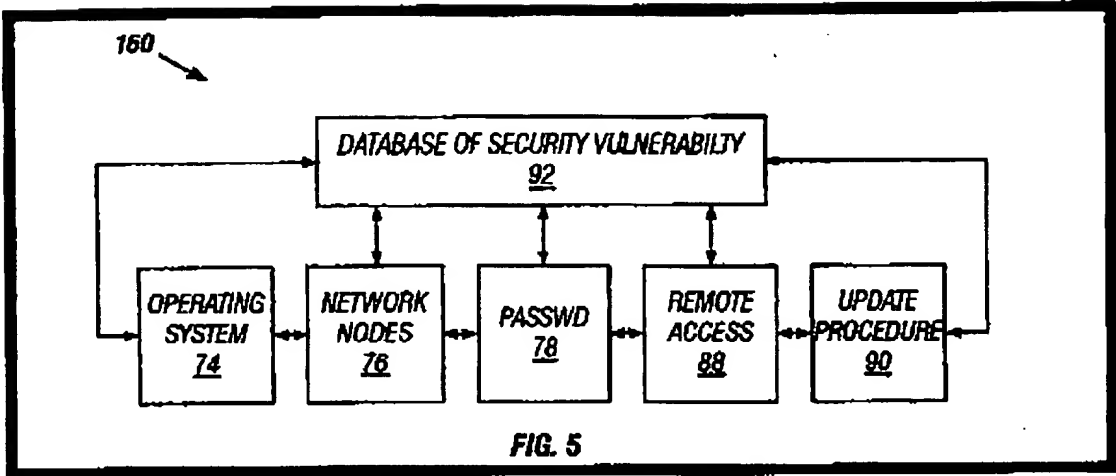 160
DATABASE OF SECURITY VULNERABILTY
92
OPERATING
SYSTEM
74
NETWORK
NODES
76
PASSWD
78
REMOTE
ACCESS
88
UPDATE
PROCEDURE
90
FIG. 5